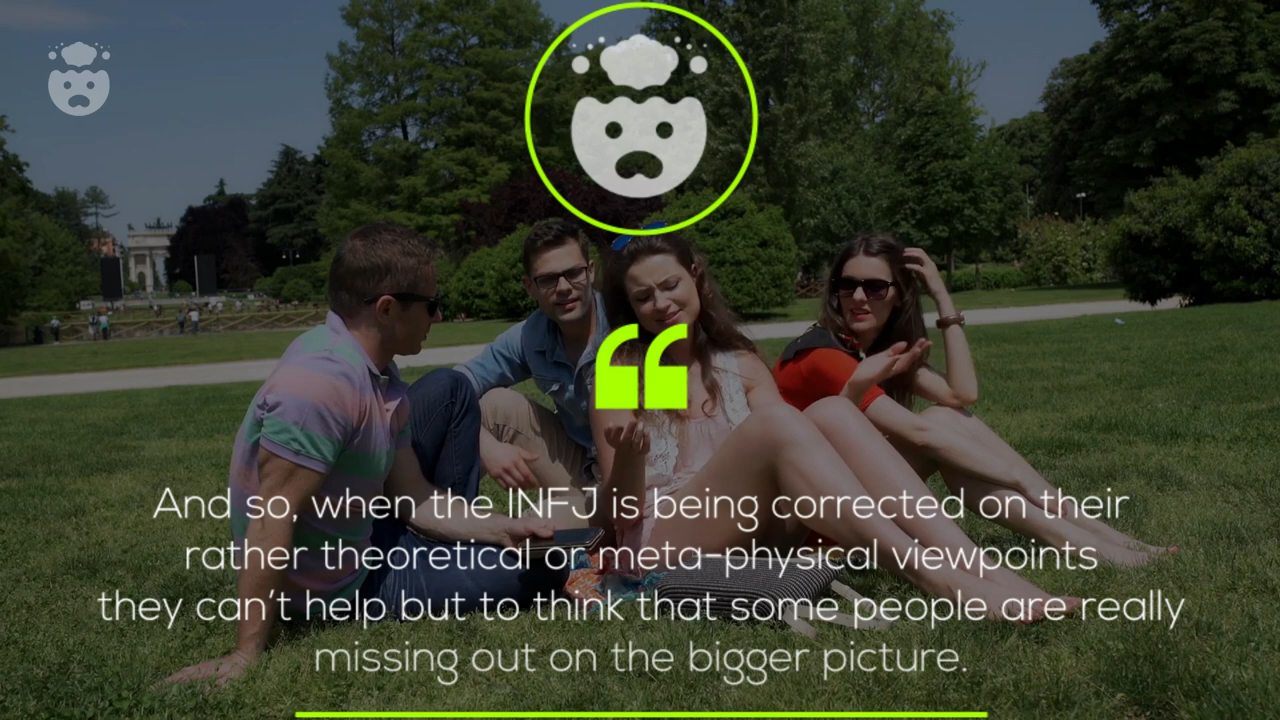 And so, when the INFJ is being corrected on their
rather theoretical or meta-physical viewpoints
they can't help but to think that some people are really
missing out on the bigger picture.